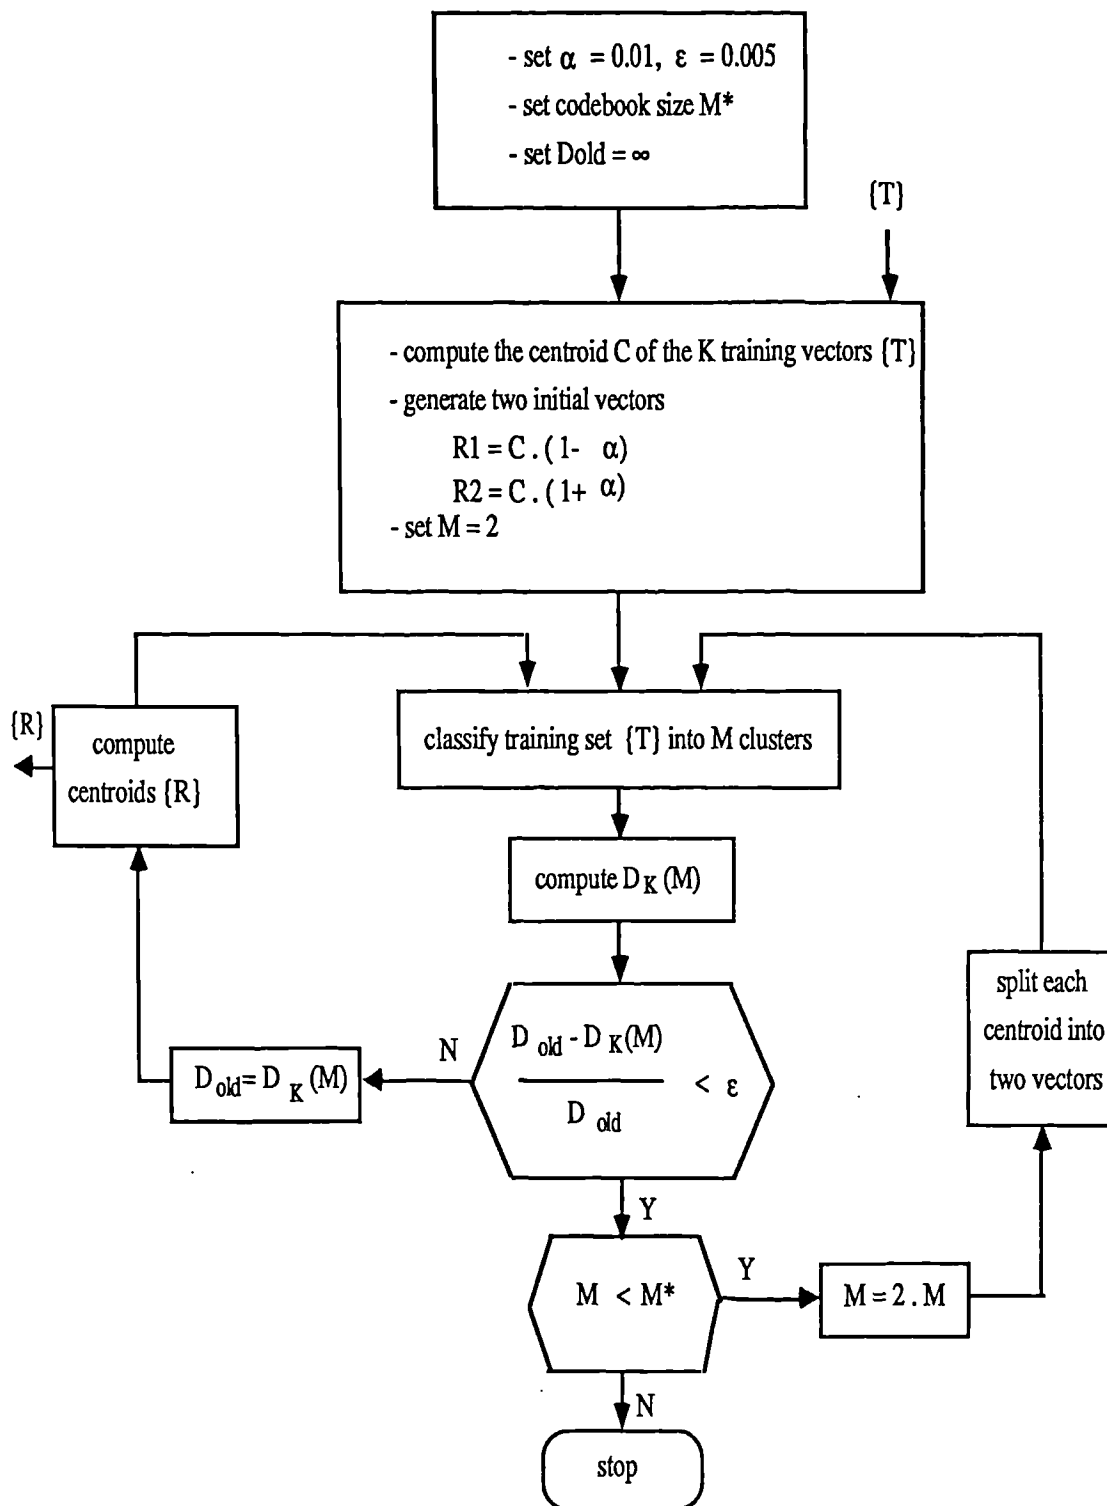 - set α = 0.01, ε = 0.005
- set codebook size M*
- set Dold = ∞
{T}
- compute the centroid C of the K training vectors {T}
- generate two initial vectors
R1 = C . ( 1- α)
R2 = C . ( 1+ α)
- set M = 2
{R}
compute
centroids {R}
classify training set {T} into M clusters
compute D K (M)
split each
centroid into
two vectors
N
D old - D K(M)
D old
< ε
D old= D K (M)
Y
M < M*
Y
M = 2 . M
N
stop